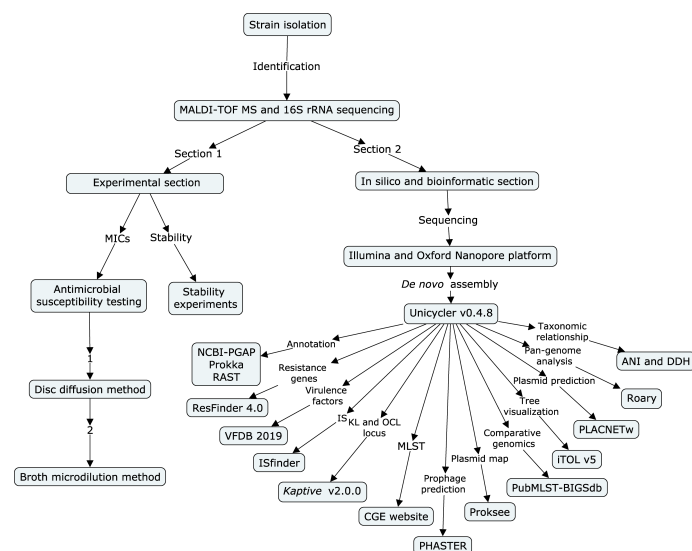 Strain isolation
Identification
MALDI-TOF MS and 16S rRNA sequencing
Section 1
Section 2
Experimental section
In silico and bioinformatic section
MICs
Stability
Sequencing
Antimicrobial
susceptibility testing
Stability
experiments
Illumina and Oxford Nanopore platform
De novo assembly
Unicycler v0.4.8
1
Disc diffusion method
2
Broth microdilution method
Annotation
NCBI-PGAP
Prokka
RAST
Resistance
genes
ResFinder 4.0
Virulence
factors
VFDB 2019
IS
ISfinder
KL and OCL
locus
Kaptive v2.0.0
MLST
CGE website
Prophage
prediction
PHASTER
Plasmid map
Proksee
Comparative
genomics
PubMLST-BIGSdb
Tree
visualization
iTOL v5
Plasmid prediction
PLACNETw
Pan-genome
analysis
Roary
Taxonomic
relationship
ANI and DDH